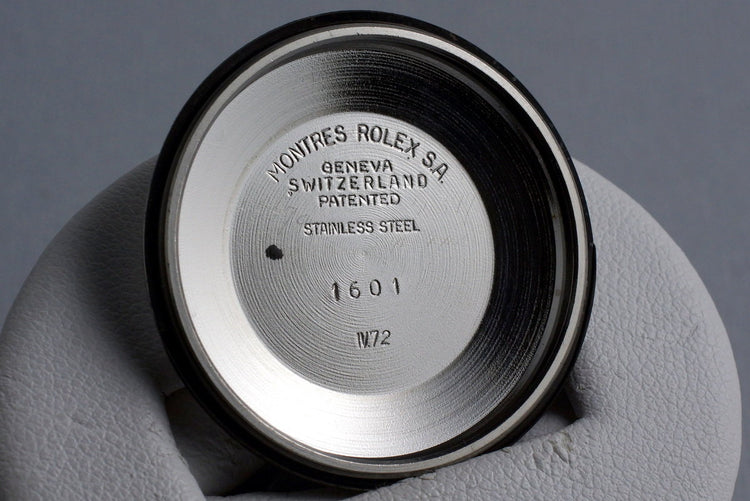 MONTRES ROLEX S.A.
GENEVA
SWITZERLAND
PATENTED
STAINLESS STEEL
1601
IV.72